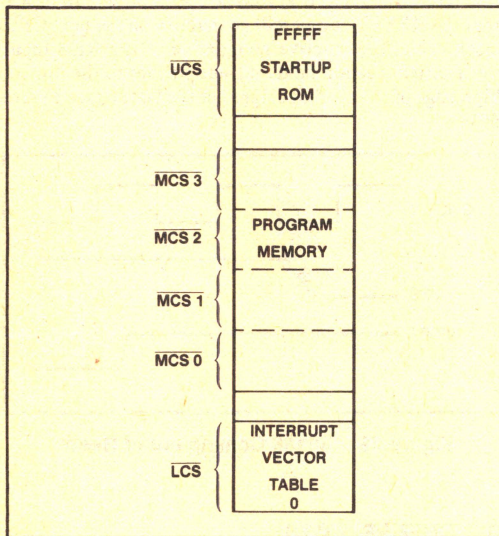 FFFFF
UCS STARTUP
ROM
MCS 3
MCS 2 PROGRAM
MEMORY
MCS 1
MCS 0
INTERRUPT
VECTOR
LCS TABLE
0